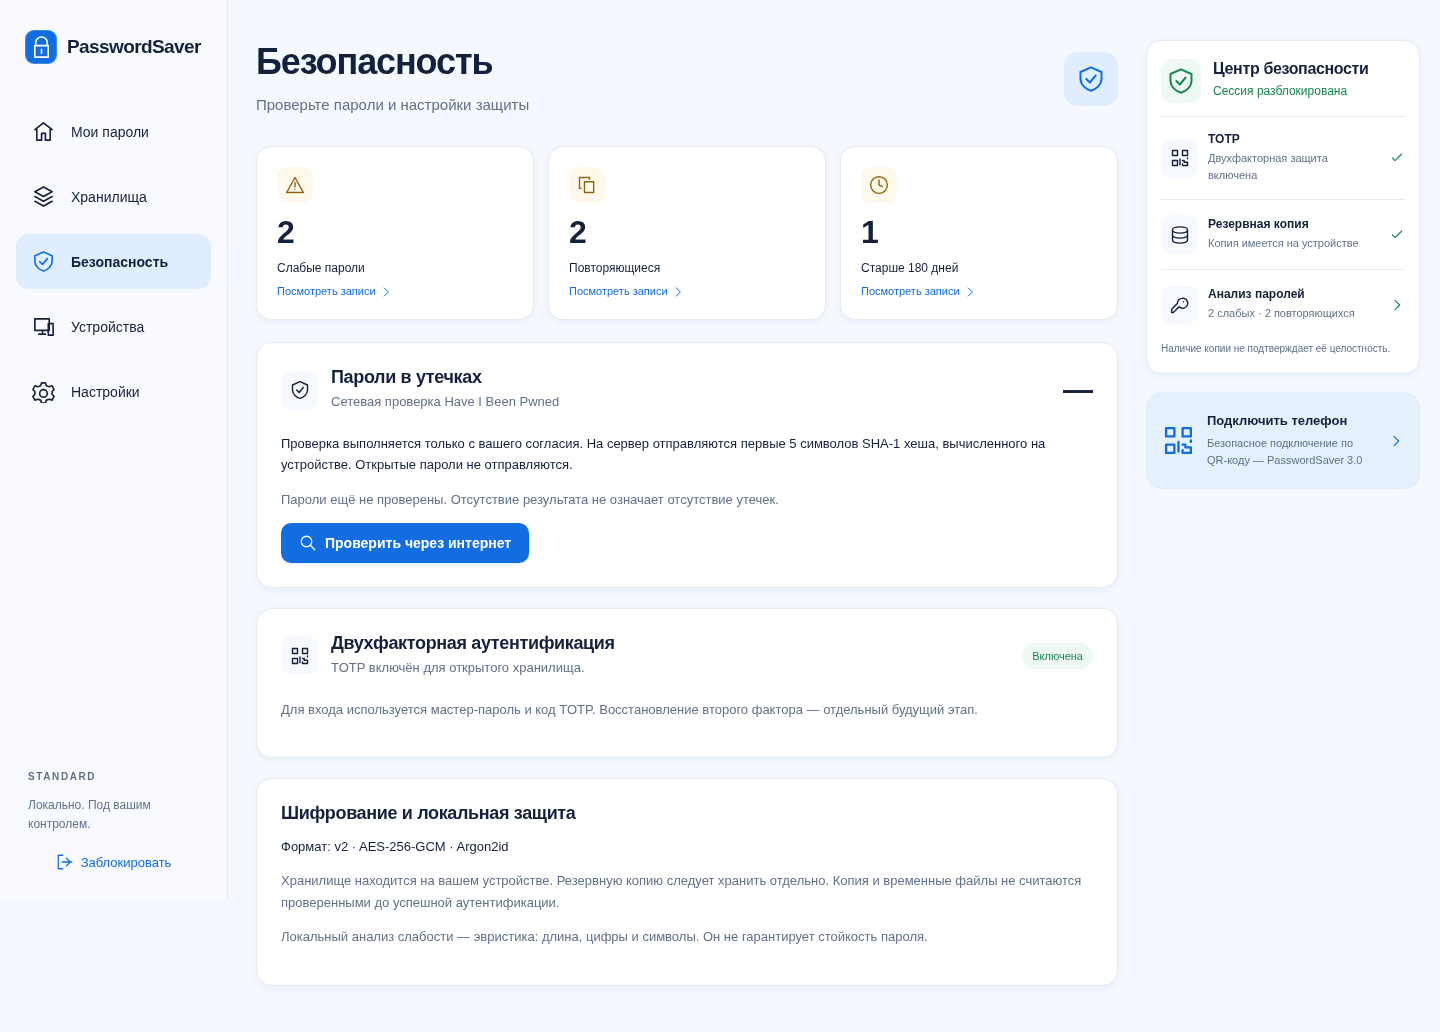 PasswordSaver
Мои пароли
Хранилища
Безопасность
Устройства
Настройки
STANDARD
Локально. Под вашим
контролем.
Заблокировать
Безопасность
Проверьте пароли и настройки защиты
2
Слабые пароли
Посмотреть записи
2
Повторяющиеся
Посмотреть записи
1
Старше 180 дней
Посмотреть записи
Пароли в утечках
Сетевая проверка Have I Been Pwned
—
Проверка выполняется только с вашего согласия. На сервер отправляются первые 5 символов SHA-1 хеша, вычисленного на
устройстве. Открытые пароли не отправляются.
Пароли ещё не проверены. Отсутствие результата не означает отсутствие утечек.
Проверить через интернет
Двухфакторная аутентификация
TOTP включён для открытого хранилища.
Включена
Для входа используется мастер-пароль и код TOTP. Восстановление второго фактора — отдельный будущий этап.
Шифрование и локальная защита
Формат: v2 · AES-256-GCM · Argon2id
Хранилище находится на вашем устройстве. Резервную копию следует хранить отдельно. Копия и временные файлы не считаются
проверенными до успешной аутентификации.
Локальный анализ слабости — эвристика: длина, цифры и символы. Он не гарантирует стойкость пароля.
Центр безопасности
Сессия разблокирована
TOTP
Двухфакторная защита
включена
Резервная копия
Копия имеется на устройстве
Анализ паролей
2 слабых · 2 повторяющихся
Наличие копии не подтверждает её целостность.
Подключить телефон
Безопасное подключение по
QR-коду — PasswordSaver 3.0